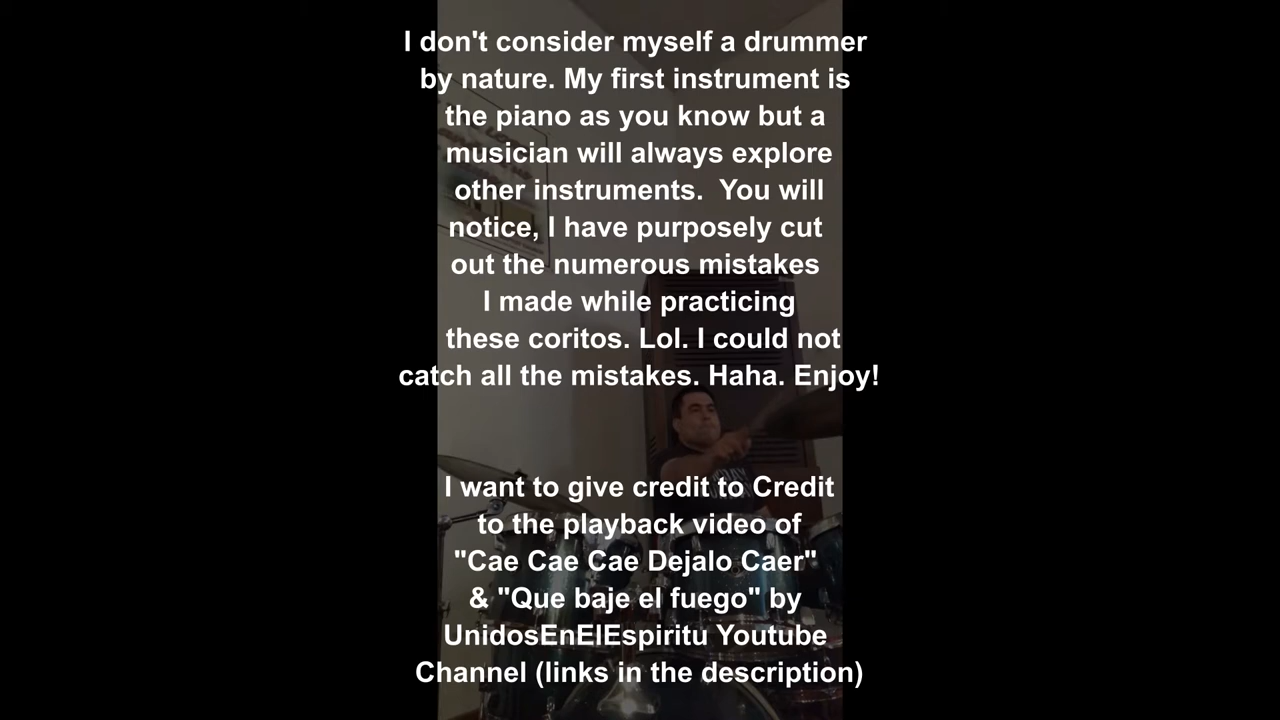 I don't consider myself a drummer
by nature. My first instrument is
the piano as you know but a
musician will always explore
other instruments.  You will
notice, I have purposely cut
out the numerous mistakes
I made while practicing
these coritos. Lol. I could not
catch all the mistakes. Haha. Enjoy!
I want to give credit to Credit
to the playback video of
"Cae Cae Cae Dejalo Caer"
& "Que baje el fuego" by
UnidosEnElEspiritu Youtube
Channel (links in the description)